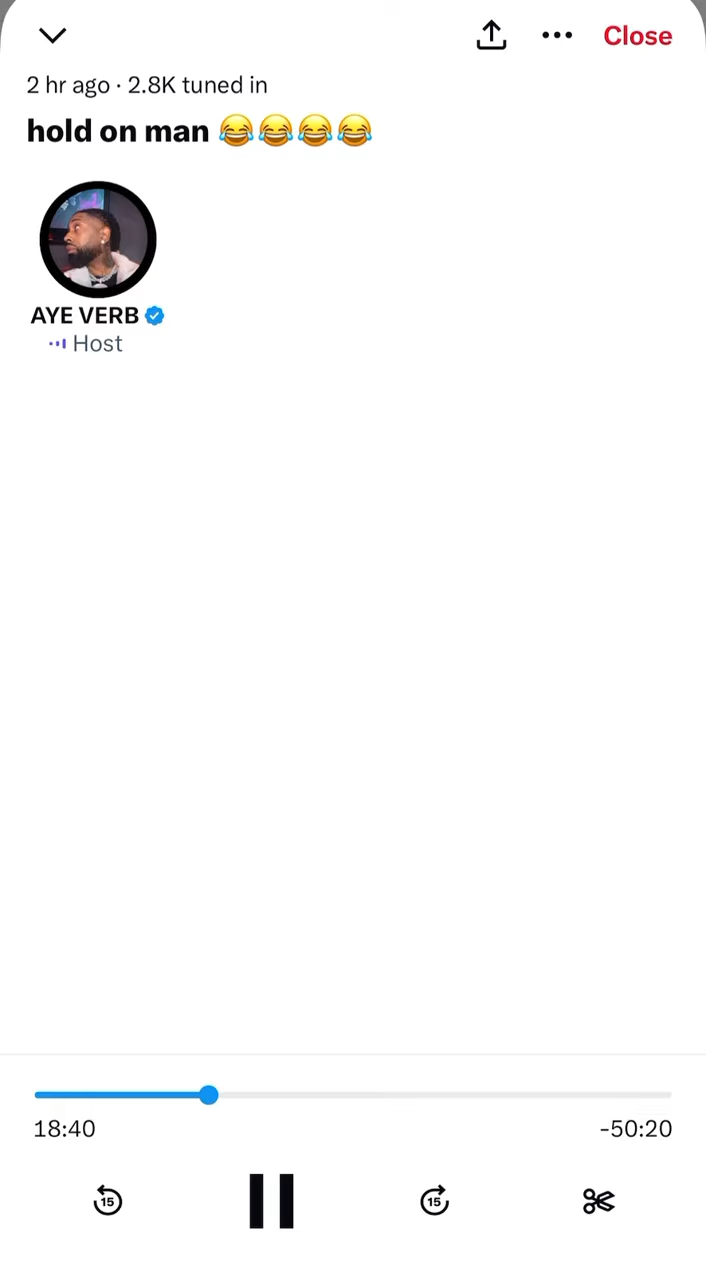 Close
2 hr ago · 2.8K tuned in
hold on man 😂😂😂😂
AYE VERB
Host
18:40
-50:20
15
15